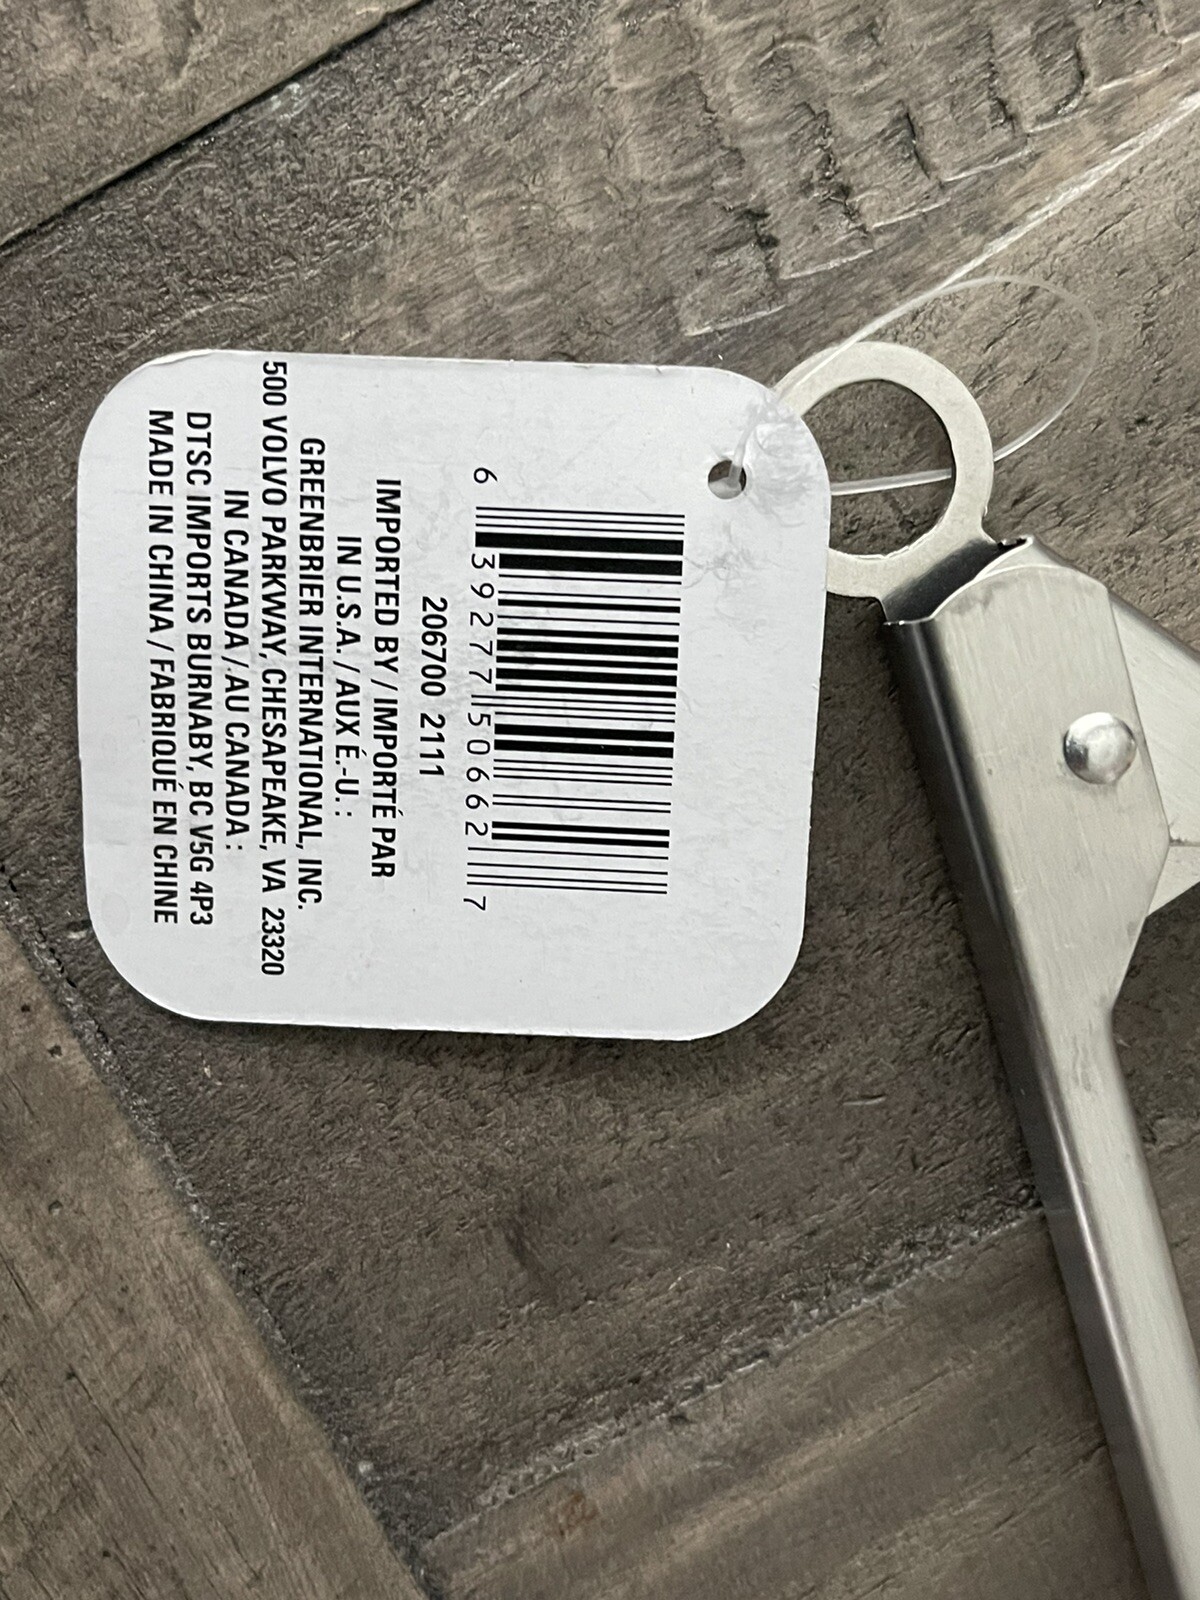 6 39277 50662 7
206700 2111
IMPORTED BY / IMPORTÉ PAR
IN U.S.A. / AUX É.-U. :
GREENBRIER INTERNATIONAL, INC.
500 VOLVO PARKWAY, CHESAPEAKE, VA 23320
IN CANADA / AU CANADA :
DTSC IMPORTS BURNABY, BC V5G 4P3
MADE IN CHINA / FABRIQUÉ EN CHINE